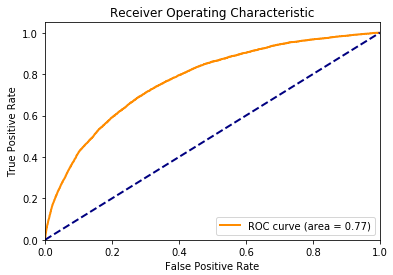 Receiver Operating Characteristic
True Positive Rate
1.0
0.8
0.6
0.4
0.2
0.0
0.0 0.2 0.4 0.6 0.8 1.0
False Positive Rate
ROC curve (area = 0.77)